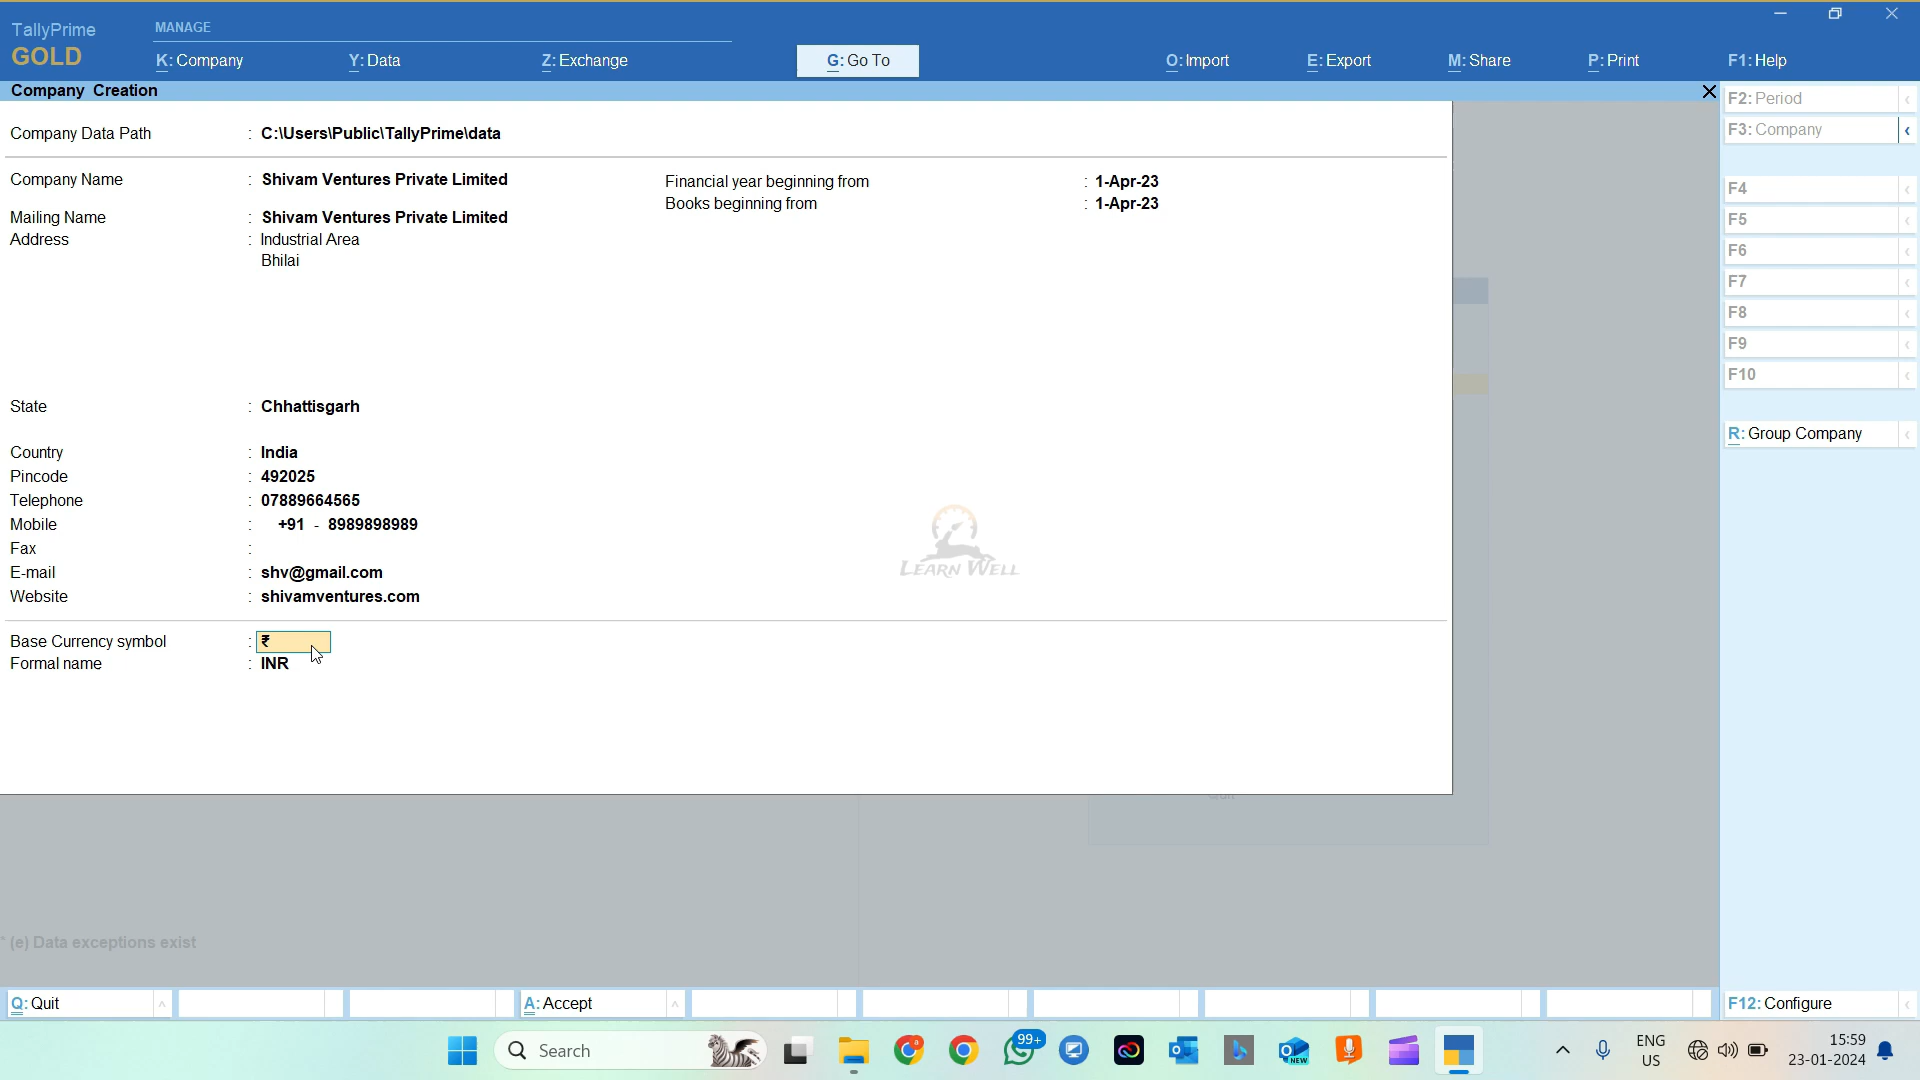 TallyPrime
GOLD
MANAGE
K: Company
Y: Data
Z: Exchange
G: Go To
O: Import
E: Export
M: Share
P: Print
F1: Help
Company Creation
Company Data Path : C:\Users\Public\TallyPrime\data
Company Name : Shivam Ventures Private Limited
Financial year beginning from : 1-Apr-23
Books beginning from : 1-Apr-23
Mailing Name : Shivam Ventures Private Limited
Address : Industrial Area
Bhilai
State : Chhattisgarh
Country : India
Pincode : 492025
Telephone : 07889664565
Mobile : +91 - 8989898989
Fax :
E-mail : shv@gmail.com
Website : shivamventures.com
Base Currency symbol : ₹
Formal name : INR
LEARN WELL
Quit
* (e) Data exceptions exist
F2: Period
F3: Company
F4
F5
F6
F7
F8
F9
F10
R: Group Company
Q: Quit
A: Accept
F12: Configure
Search
99+
NEW
ENG
US
15:59
23-01-2024